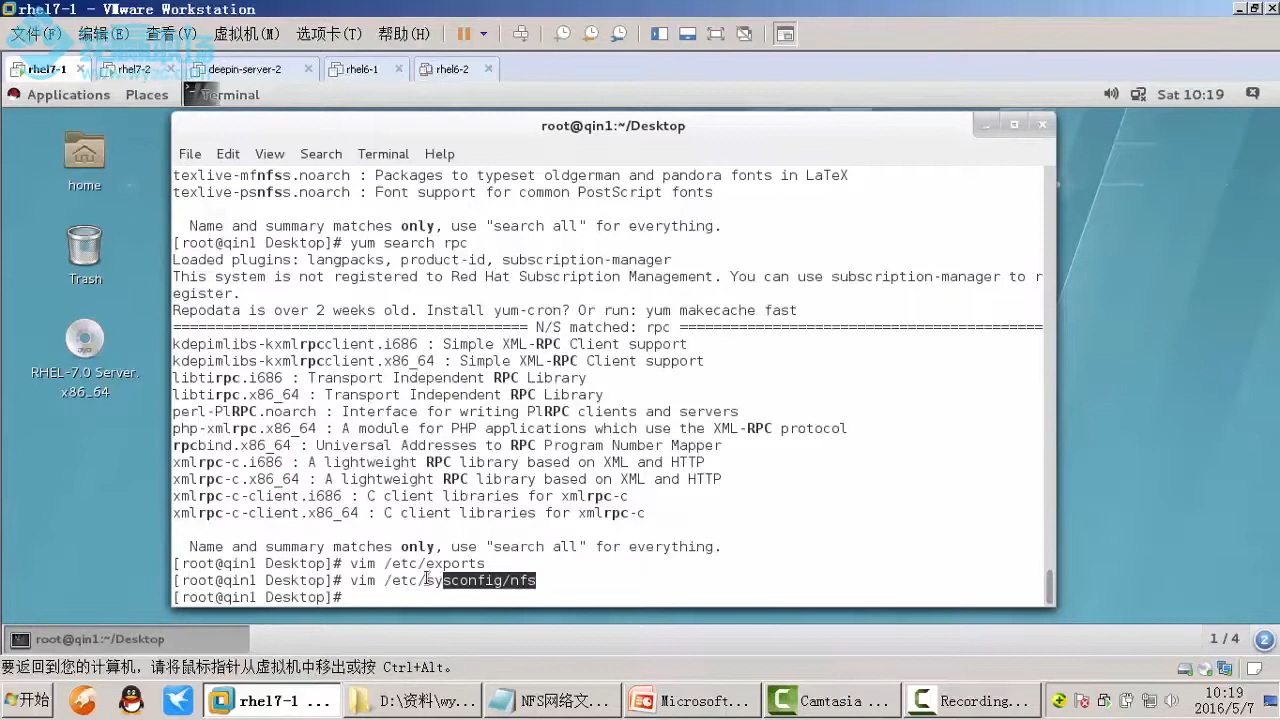 rhel7-1 - VMware Workstation
文件(F) 编辑(E) 查看(V) 虚拟机(M) 选项卡(T) 帮助(H)
rhel7-1 rhel7-2 deepin-server-2 rhel6-1 rhel6-2
Applications Places Terminal Sat 10:19
root@qin1:~/Desktop
File Edit View Search Terminal Help
texlive-mfnfss.noarch : Packages to typeset oldgerman and pandora fonts in LaTeX
texlive-psnfss.noarch : Font support for common PostScript fonts
Name and summary matches only, use "search all" for everything.
[root@qin1 Desktop]# yum search rpc
Loaded plugins: langpacks, product-id, subscription-manager
This system is not registered to Red Hat Subscription Management. You can use subscription-manager to r
egister.
Repodata is over 2 weeks old. Install yum-cron? Or run: yum makecache fast
========================================== N/S matched: rpc ===========================================
kdepimlibs-kxmlrpcclient.i686 : Simple XML-RPC Client support
kdepimlibs-kxmlrpcclient.x86_64 : Simple XML-RPC Client support
libtirpc.i686 : Transport Independent RPC Library
libtirpc.x86_64 : Transport Independent RPC Library
perl-PlRPC.noarch : Interface for writing PlRPC clients and servers
php-xmlrpc.x86_64 : A module for PHP applications which use the XML-RPC protocol
rpcbind.x86_64 : Universal Addresses to RPC Program Number Mapper
xmlrpc-c.i686 : A lightweight RPC library based on XML and HTTP
xmlrpc-c.x86_64 : A lightweight RPC library based on XML and HTTP
xmlrpc-c-client.i686 : C client libraries for xmlrpc-c
xmlrpc-c-client.x86_64 : C client libraries for xmlrpc-c
Name and summary matches only, use "search all" for everything.
[root@qin1 Desktop]# vim /etc/exports
[root@qin1 Desktop]# vim /etc/sysconfig/nfs
[root@qin1 Desktop]#
home
Trash
RHEL-7.0 Server.
x86_64
root@qin1:~/Desktop 1 / 4 2
要返回到您的计算机，请将鼠标指针从虚拟机中移出或按 Ctrl+Alt。
开始 rhel7-1 ... D:\资料\wy... NFS网络文... Microsoft... Camtasia ... Recording...
10:19
2016/5/7